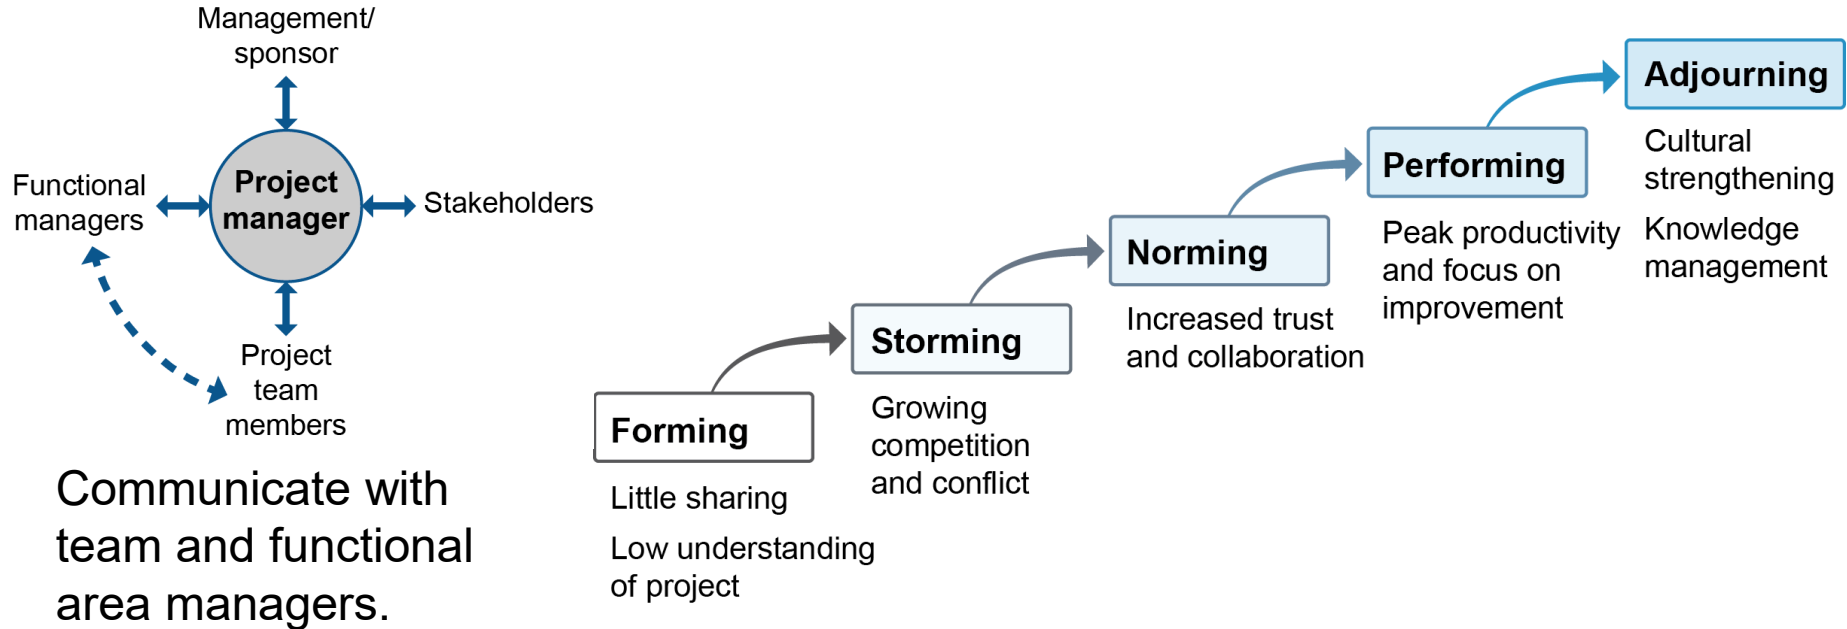 Management/
sponsor
Functional
managers
Project
manager
Stakeholders
Project
team
members
Communicate with
team and functional
area managers.
Forming
Little sharing
Low understanding
of project
Storming
Growing
competition
and conflict
Norming
Increased trust
and collaboration
Performing
Peak productivity
and focus on
improvement
Adjourning
Cultural
strengthening
Knowledge
management